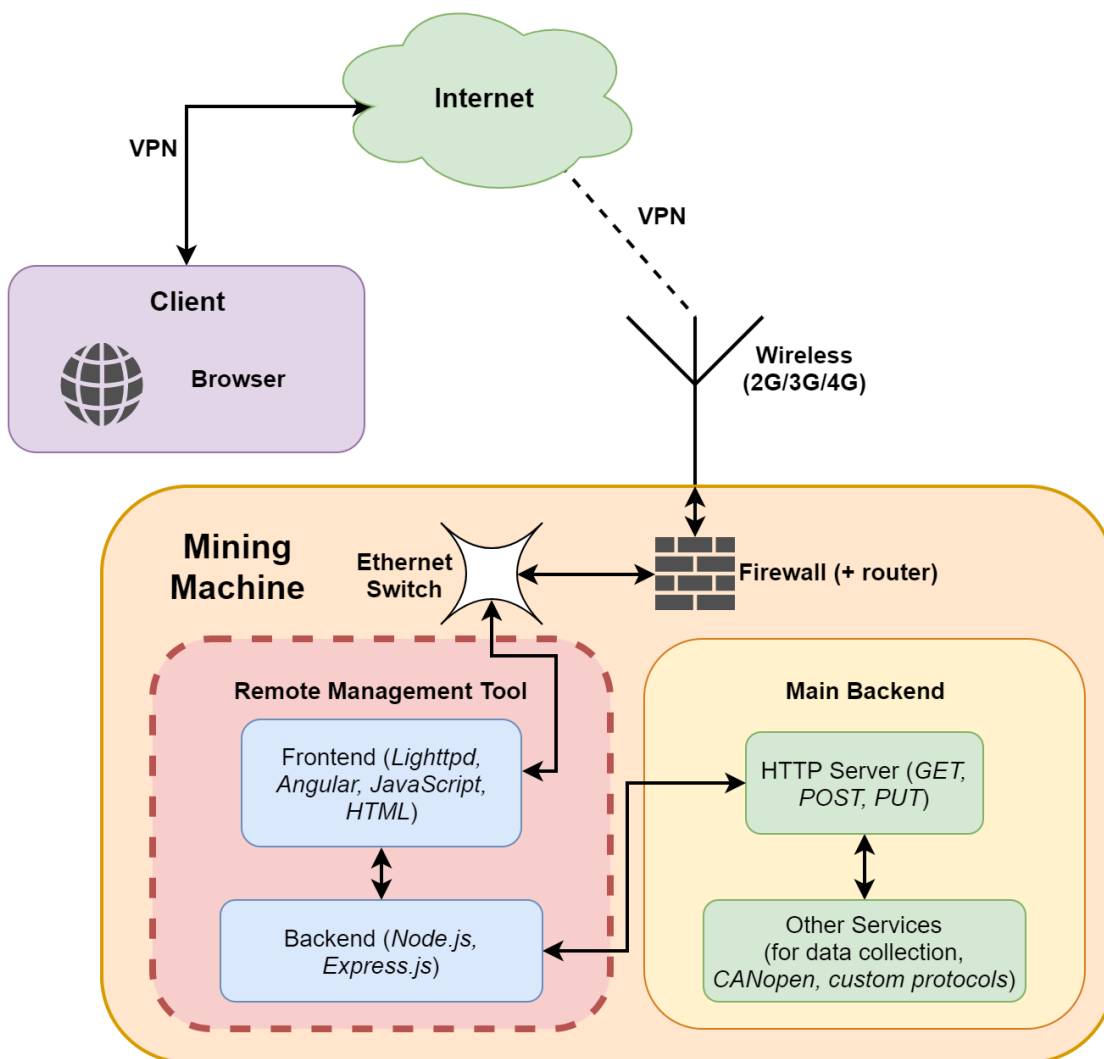 Internet
VPN
VPN
Client
Browser
Wireless
(2G/3G/4G)
Mining
Machine
Ethernet
Switch
Firewall (+ router)
Remote Management Tool
Frontend (Lighttpd,
Angular, JavaScript,
HTML)
Backend (Node.js,
Express.js)
Main Backend
HTTP Server (GET,
POST, PUT)
Other Services
(for data collection,
CANopen, custom protocols)